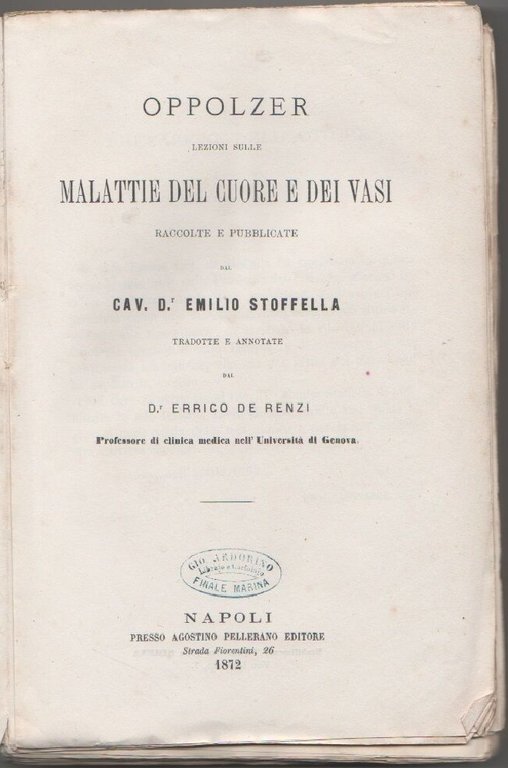 OPPOLZER
LEZIONI SULLE
MALATTIE DEL CUORE E DEI VASI
RACCOLTE E PUBBLICATE
DAL
CAV. D.r EMILIO STOFFELLA
TRADOTTE E ANNOTATE
DAL
D.r ERRICO DE RENZI
Professore di clinica medica nell' Università di Genova.
GIO ARDOINO
FINALE MARINA
NAPOLI
PRESSO AGOSTINO PELLERANO EDITORE
Strada Fiorentini, 26
1872